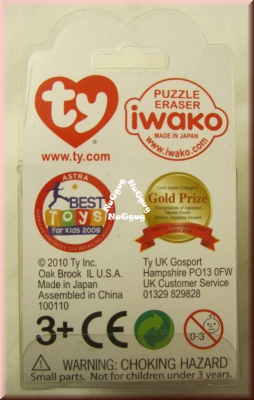 ty
www.ty.com
PUZZLE
ERASER
iwako
MADE IN JAPAN
www.iwako.com
ASTRA
BEST
TOYS
For Kids 2009
Gold Prize
NuGgug
NuGgug
NuGgug
© 2010 Ty Inc.
Oak Brook IL U.S.A.
Made in Japan
Assembled in China
100110
Ty UK Gosport
Hampshire PO13 0FW
UK Customer Service
01329 829828
3+ CE
0-3
WARNING: CHOKING HAZARD
Small parts. Not for children under 3 years.